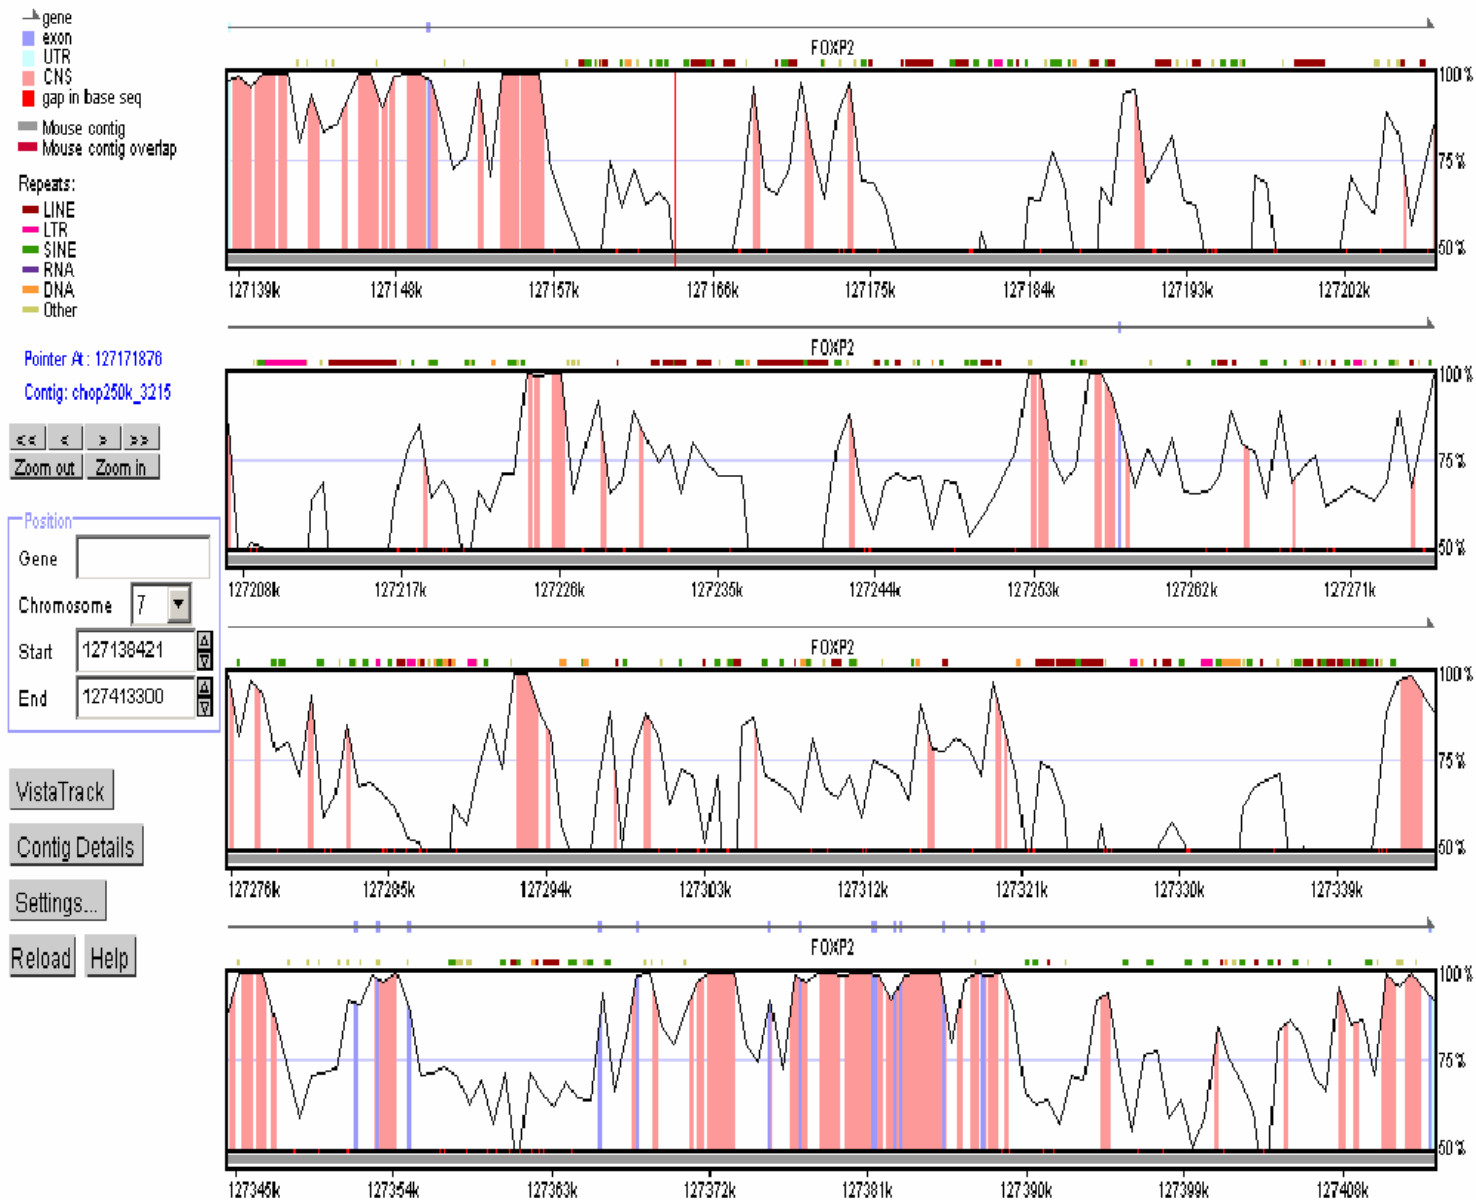 gene
exon
UTR
CNS
gap in base seq
Mouse contig
Mouse contig overlap
Repeats:
LINE
LTR
SINE
RNA
DNA
Other
Pointer At: 127171876
Contig: chop250k_3215
<< < > >>
Zoom out Zoom in
Position
Gene
Chromosome 7
Start 127138421
End 127413300
VistaTrack
Contig Details
Settings...
Reload Help
FOXP2
100%
75%
50%
127139k 127148k 127157k 127166k 127175k 127184k 127193k 127202k
FOXP2
100%
75%
50%
127208k 127217k 127226k 127235k 127244k 127253k 127262k 127271k
FOXP2
100%
75%
50%
127276k 127285k 127294k 127303k 127312k 127321k 127330k 127339k
FOXP2
100%
75%
50%
127345k 127354k 127363k 127372k 127381k 127390k 127399k 127408k